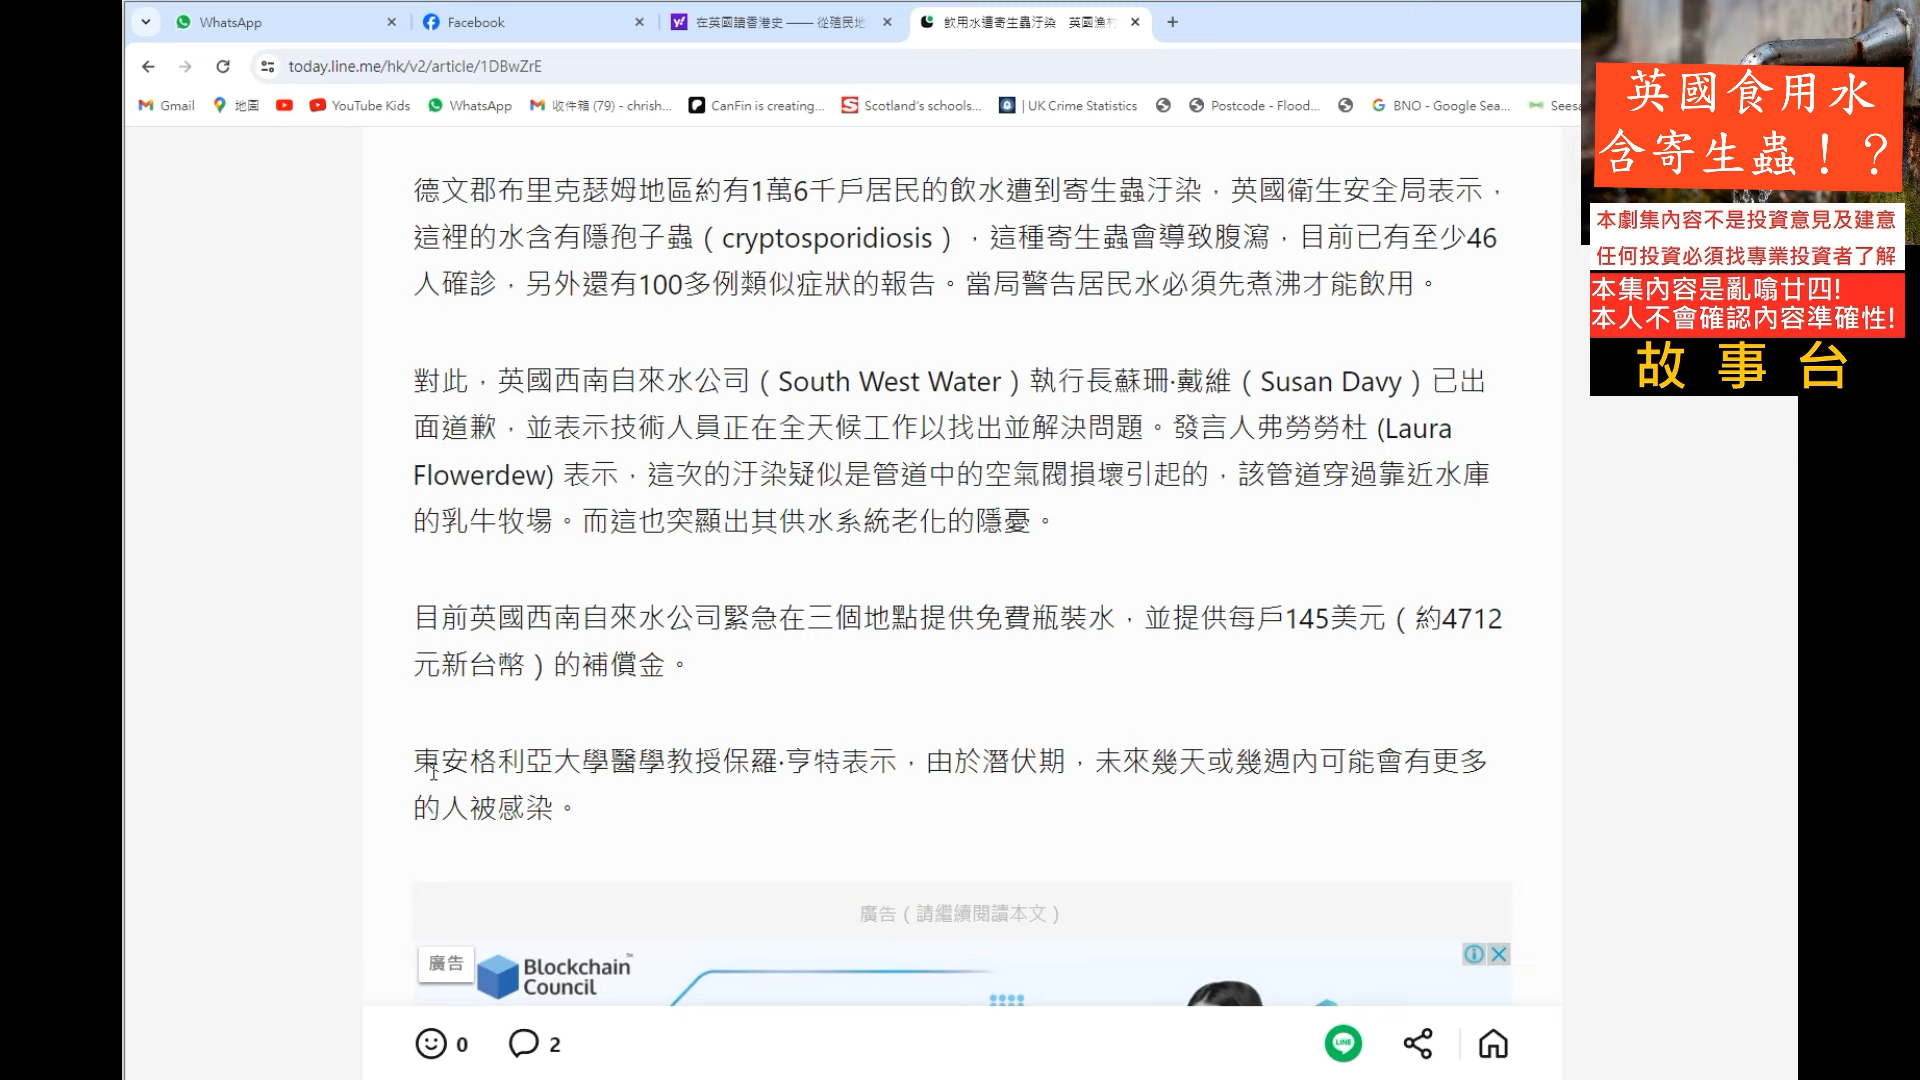 WhatsApp
Facebook
在英國讀香港史 —— 從殖民地
飲用水遭寄生蟲汙染 英國漁村
today.line.me/hk/v2/article/1DBwZrE
Gmail
地圖
YouTube Kids
WhatsApp
收件箱 (79) - chrish...
CanFin is creating...
Scotland's schools...
| UK Crime Statistics
Postcode - Flood...
BNO - Google Sea...
Seesa
英國食用水
含寄生蟲！？
本劇集內容不是投資意見及建意
任何投資必須找專業投資者了解
本集內容是亂噏廿四!
本人不會確認內容準確性!
故事台
德文郡布里克瑟姆地區約有1萬6千戶居民的飲水遭到寄生蟲汙染，英國衛生安全局表示，
這裡的水含有隱孢子蟲（cryptosporidiosis），這種寄生蟲會導致腹瀉，目前已有至少46
人確診，另外還有100多例類似症狀的報告。當局警告居民水必須先煮沸才能飲用。
對此，英國西南自來水公司（South West Water）執行長蘇珊·戴維（Susan Davy）已出
面道歉，並表示技術人員正在全天候工作以找出並解決問題。發言人弗勞勞杜 (Laura
Flowerdew) 表示，這次的汙染疑似是管道中的空氣閥損壞引起的，該管道穿過靠近水庫
的乳牛牧場。而這也突顯出其供水系統老化的隱憂。
目前英國西南自來水公司緊急在三個地點提供免費瓶裝水，並提供每戶145美元（約4712
元新台幣）的補償金。
東安格利亞大學醫學教授保羅·亨特表示，由於潛伏期，未來幾天或幾週內可能會有更多
的人被感染。
廣告（請繼續閱讀本文）
廣告
Blockchain
Council
0
2
LINE